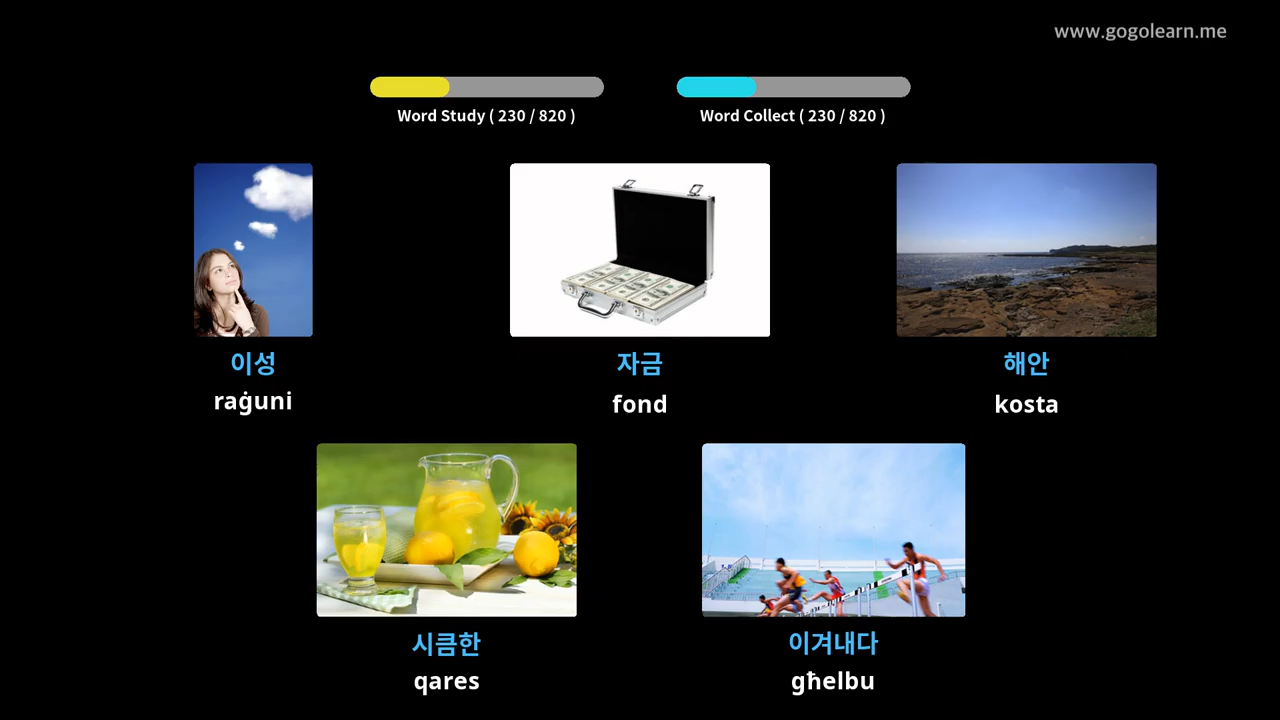 www.gogolearn.me
Word Study ( 230 / 820 )
Word Collect ( 230 / 820 )
이성
raġuni
자금
fond
해안
kosta
시큼한
qares
이겨내다
għelbu